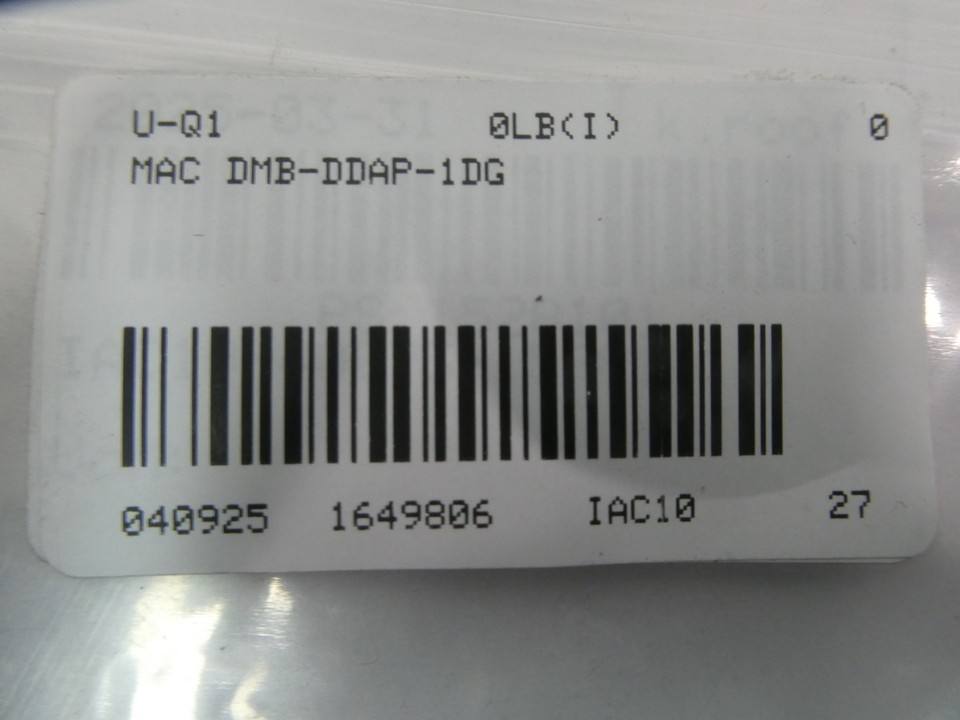 U-Q1 0LB(I) 0
MAC DMB-DDAP-1DG
040925 1649806 IAC10 27